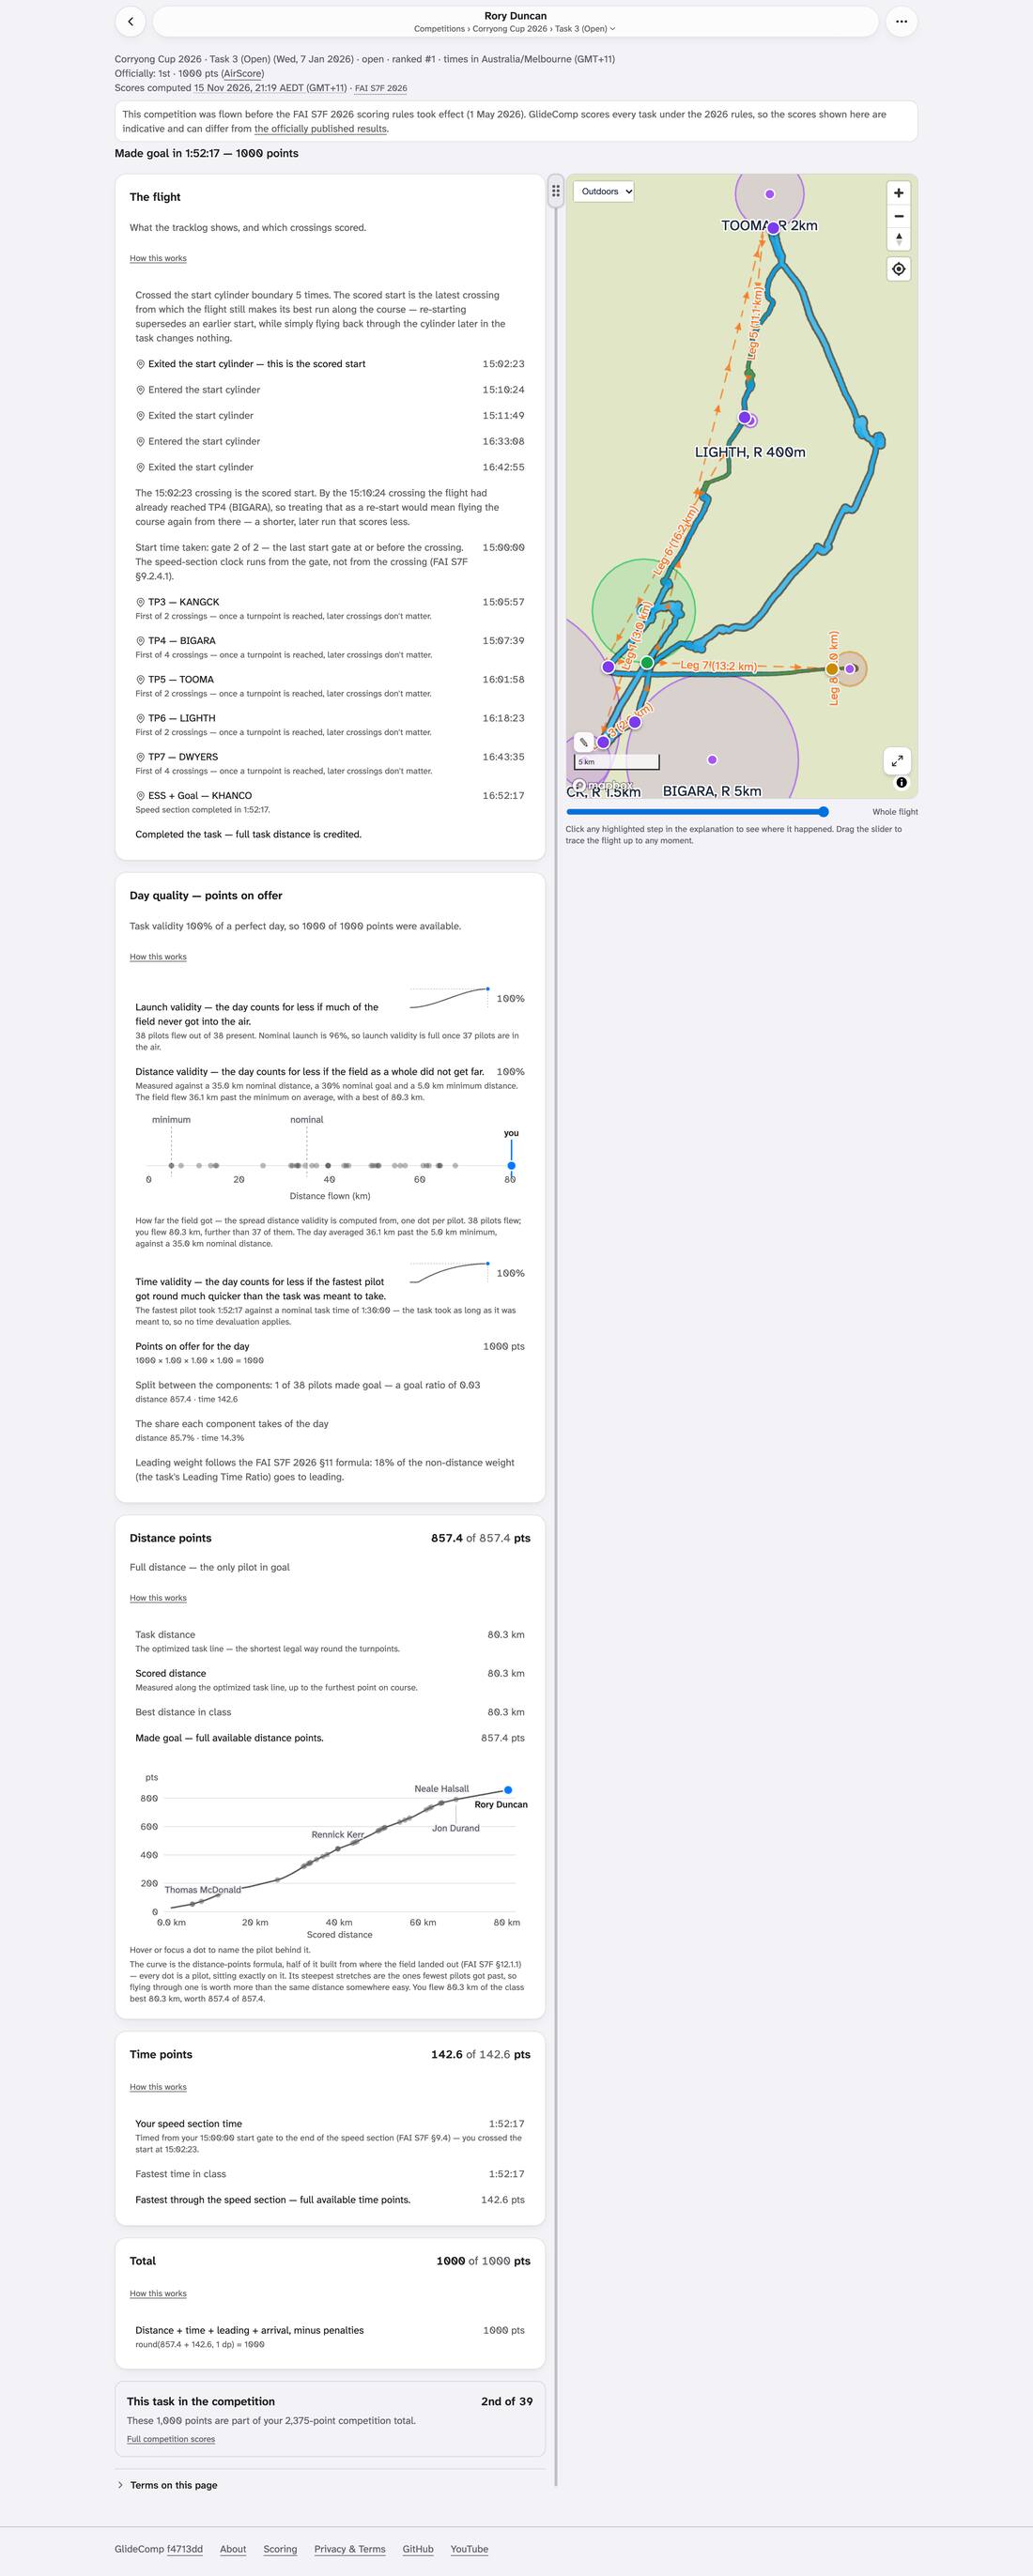 Rory Duncan
Competitions › Corryong Cup 2026 › Task 3 (Open)
Corryong Cup 2026 · Task 3 (Open) (Wed, 7 Jan 2026) · open · ranked #1 · times in Australia/Melbourne (GMT+11)
Officially: 1st · 1000 pts (AirScore)
Scores computed 15 Nov 2026, 21:19 AEDT (GMT+11) · FAI S7F 2026
This competition was flown before the FAI S7F 2026 scoring rules took effect (1 May 2026). GlideComp scores every task under the 2026 rules, so the scores shown here are
indicative and can differ from the officially published results.
Made goal in 1:52:17 — 1000 points
The flight
What the tracklog shows, and which crossings scored.
How this works
Crossed the start cylinder boundary 5 times. The scored start is the latest crossing
from which the flight still makes its best run along the course — re-starting
supersedes an earlier start, while simply flying back through the cylinder later in the
task changes nothing.
Exited the start cylinder — this is the scored start 15:02:23
Entered the start cylinder 15:10:24
Exited the start cylinder 15:11:49
Entered the start cylinder 16:33:08
Exited the start cylinder 16:42:55
The 15:02:23 crossing is the scored start. By the 15:10:24 crossing the flight had
already reached TP4 (BIGARA), so treating that as a re-start would mean flying the
course again from there — a shorter, later run that scores less.
Start time taken: gate 2 of 2 — the last start gate at or before the crossing. 15:00:00
The speed-section clock runs from the gate, not from the crossing (FAI S7F
§9.2.4.1).
TP3 — KANGCK 15:05:57
First of 2 crossings — once a turnpoint is reached, later crossings don't matter.
TP4 — BIGARA 15:07:39
First of 4 crossings — once a turnpoint is reached, later crossings don't matter.
TP5 — TOOMA 16:01:58
First of 2 crossings — once a turnpoint is reached, later crossings don't matter.
TP6 — LIGHTH 16:18:23
First of 2 crossings — once a turnpoint is reached, later crossings don't matter.
TP7 — DWYERS 16:43:35
First of 4 crossings — once a turnpoint is reached, later crossings don't matter.
ESS + Goal — KHANCO 16:52:17
Speed section completed in 1:52:17.
Completed the task — full task distance is credited.
Outdoors
TOOMA, R 2km
Leg 5 (11.1 km)
LIGHTH, R 400m
Leg 6 (16.2 km)
(3.0 km)
Leg 7 (13.2 km)
5 km
mapbox
R 1.5km
BIGARA, R 5km
Whole flight
Click any highlighted step in the explanation to see where it happened. Drag the slider to
trace the flight up to any moment.
Day quality — points on offer
Task validity 100% of a perfect day, so 1000 of 1000 points were available.
How this works
Launch validity — the day counts for less if much of the
field never got into the air.
100%
38 pilots flew out of 38 present. Nominal launch is 96%, so launch validity is full once 37 pilots are in
the air.
Distance validity — the day counts for less if the field as a whole did not get far. 100%
Measured against a 35.0 km nominal distance, a 30% nominal goal and a 5.0 km minimum distance.
The field flew 36.1 km past the minimum on average, with a best of 80.3 km.
minimum nominal
you
0 20 40 60 80
Distance flown (km)
How far the field got — the spread distance validity is computed from, one dot per pilot. 38 pilots flew;
you flew 80.3 km, further than 37 of them. The day averaged 36.1 km past the 5.0 km minimum,
against a 35.0 km nominal distance.
Time validity — the day counts for less if the fastest pilot
got round much quicker than the task was meant to take.
100%
The fastest pilot took 1:52:17 against a nominal task time of 1:30:00 — the task took as long as it was
meant to, so no time devaluation applies.
Points on offer for the day 1000 pts
1000 × 1.00 × 1.00 × 1.00 = 1000
Split between the components: 1 of 38 pilots made goal — a goal ratio of 0.03
distance 857.4 · time 142.6
The share each component takes of the day
distance 85.7% · time 14.3%
Leading weight follows the FAI S7F 2026 §11 formula: 18% of the non-distance weight
(the task's Leading Time Ratio) goes to leading.
Distance points 857.4 of 857.4 pts
Full distance — the only pilot in goal
How this works
Task distance 80.3 km
The optimized task line — the shortest legal way round the turnpoints.
Scored distance 80.3 km
Measured along the optimized task line, up to the furthest point on course.
Best distance in class 80.3 km
Made goal — full available distance points. 857.4 pts
pts
800
600
400
200
0
Neale Halsall
Rory Duncan
Jon Durand
Rennick Kerr
Thomas McDonald
0.0 km 20 km 40 km 60 km 80 km
Scored distance
Hover or focus a dot to name the pilot behind it.
The curve is the distance-points formula, half of it built from where the field landed out (FAI S7F §12.1.1)
— every dot is a pilot, sitting exactly on it. Its steepest stretches are the ones fewest pilots got past, so
flying through one is worth more than the same distance somewhere easy. You flew 80.3 km of the class
best 80.3 km, worth 857.4 of 857.4.
Time points 142.6 of 142.6 pts
How this works
Your speed section time 1:52:17
Timed from your 15:00:00 start gate to the end of the speed section (FAI S7F §9.4) — you crossed the
start at 15:02:23.
Fastest time in class 1:52:17
Fastest through the speed section — full available time points. 142.6 pts
Total 1000 of 1000 pts
How this works
Distance + time + leading + arrival, minus penalties 1000 pts
round(857.4 + 142.6, 1 dp) = 1000
This task in the competition 2nd of 39
These 1,000 points are part of your 2,375-point competition total.
Full competition scores
Terms on this page
GlideComp f4713dd About Scoring Privacy & Terms GitHub YouTube